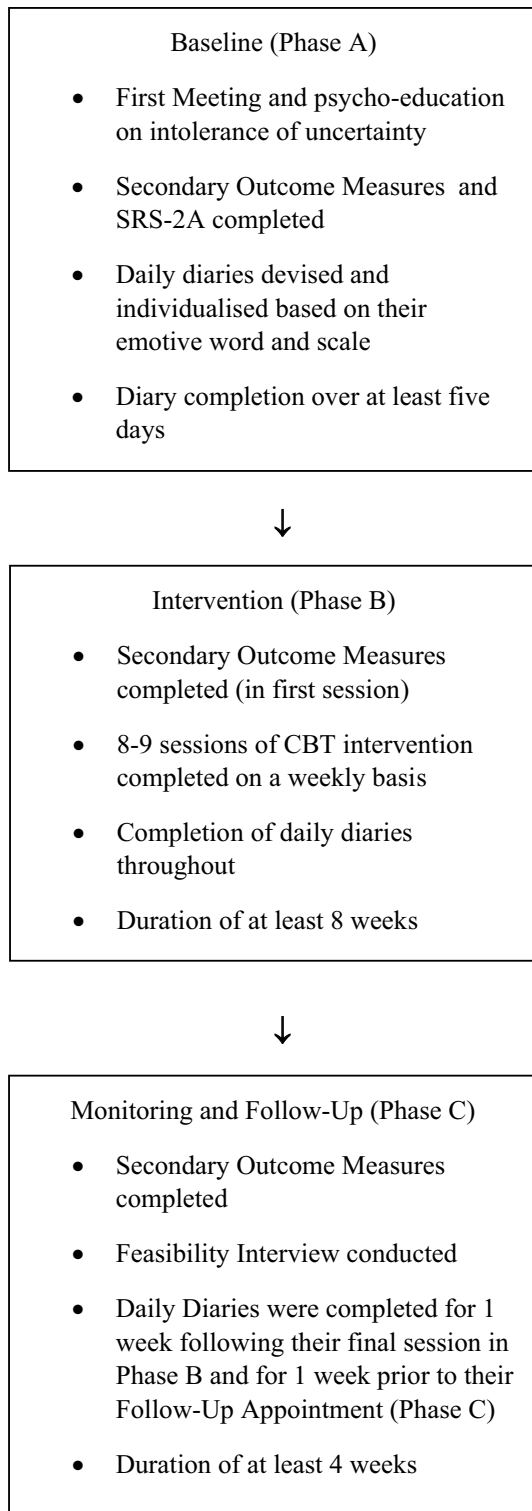 Baseline (Phase A)
• First Meeting and psycho-education
on intolerance of uncertainty
• Secondary Outcome Measures and
SRS-2A completed
• Daily diaries devised and
individualised based on their
emotive word and scale
• Diary completion over at least five
days
↓
Intervention (Phase B)
• Secondary Outcome Measures
completed (in first session)
• 8-9 sessions of CBT intervention
completed on a weekly basis
• Completion of daily diaries
throughout
• Duration of at least 8 weeks
↓
Monitoring and Follow-Up (Phase C)
• Secondary Outcome Measures
completed
• Feasibility Interview conducted
• Daily Diaries were completed for 1
week following their final session in
Phase B and for 1 week prior to their
Follow-Up Appointment (Phase C)
• Duration of at least 4 weeks